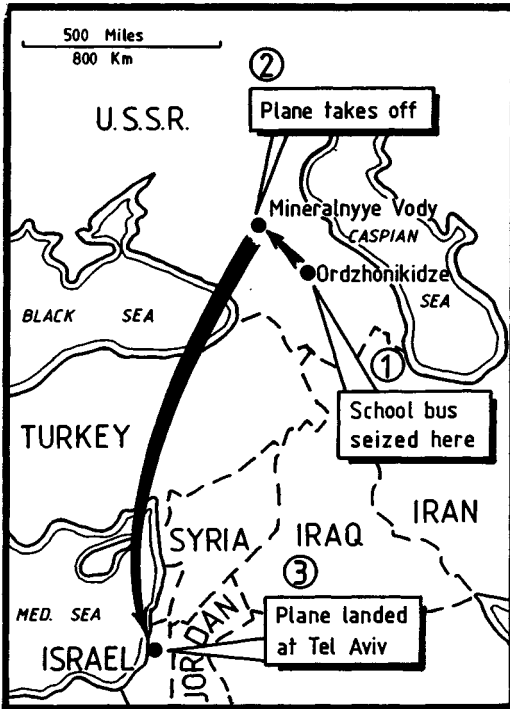 500 Miles
800 Km
②
Plane takes off
U.S.S.R.
Mineralnyye Vody
CASPIAN
Ordzhonikidze
SEA
BLACK SEA
①
School bus
seized here
TURKEY
IRAN
SYRIA
IRAQ
③
MED. SEA
Plane landed
at Tel Aviv
ISRAEL
JORDAN